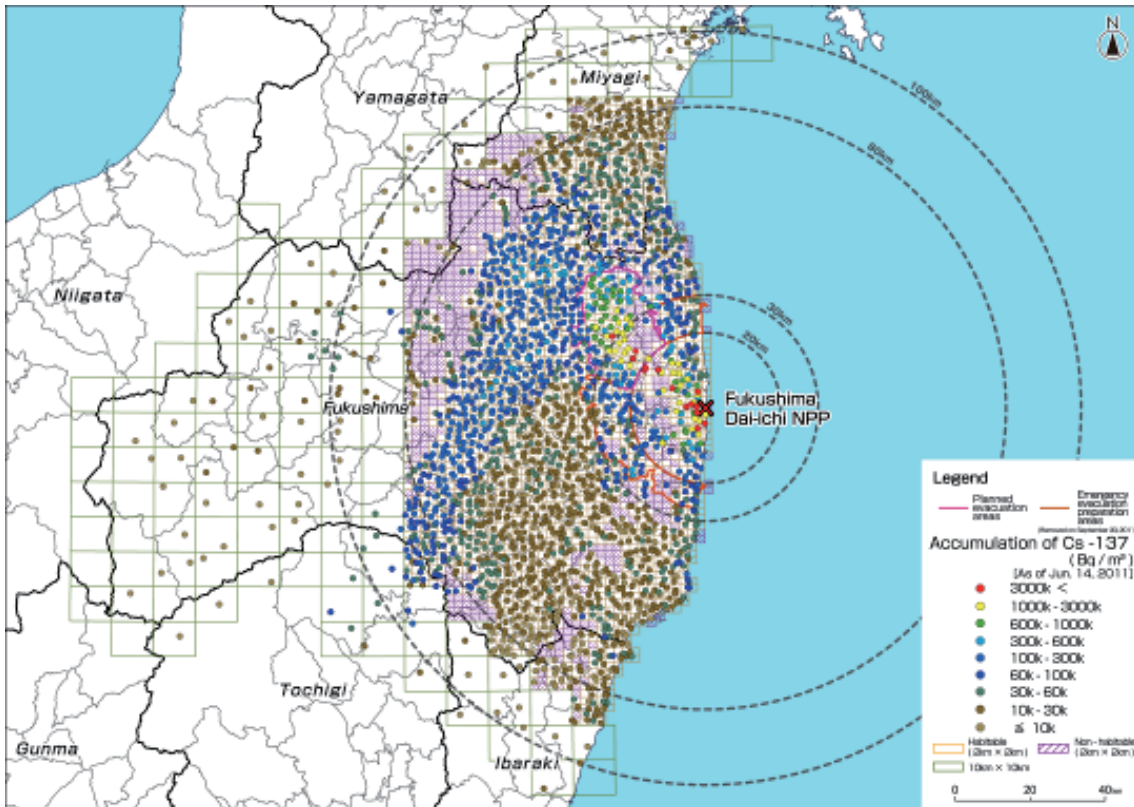 N
Miyagi
Yamagata
100km
80km
Niigata
30km
20km
Fukushima
Fukushima
Dai-ichi NPP
Legend
Planned
evacuation
areas
Emergency
evacuation
preparation
areas
Accumulation of Cs -137
( Bq / m² )
[As of Jun. 14, 2011]
3000k <
1000k - 3000k
600k - 1000k
300k - 600k
100k - 300k
60k - 100k
30k - 60k
10k - 30k
≦ 10k
Habitable
(2km × 2km)
Non-habitable
(2km × 2km)
10km × 10km
0 20 40km
Tochigi
Gunma
Ibaraki